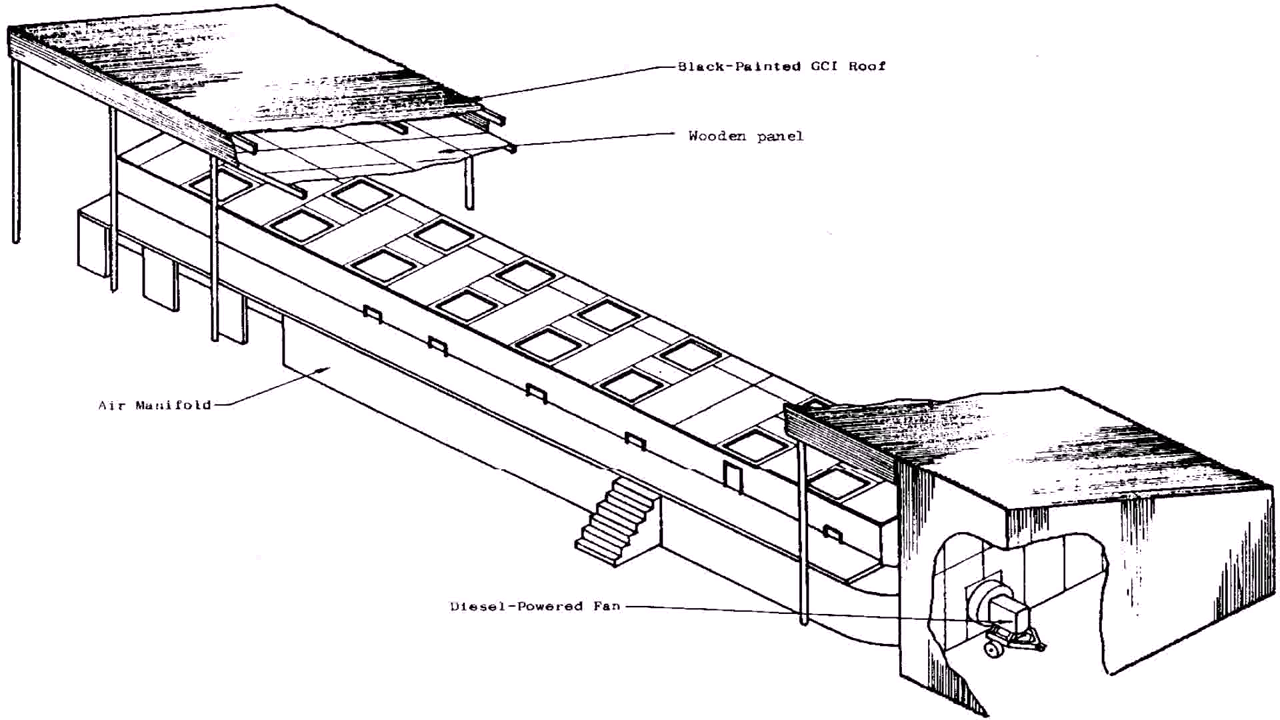 Black-Painted GCI Roof
Wooden panel
Air Manifold
Diesel-Powered Fan